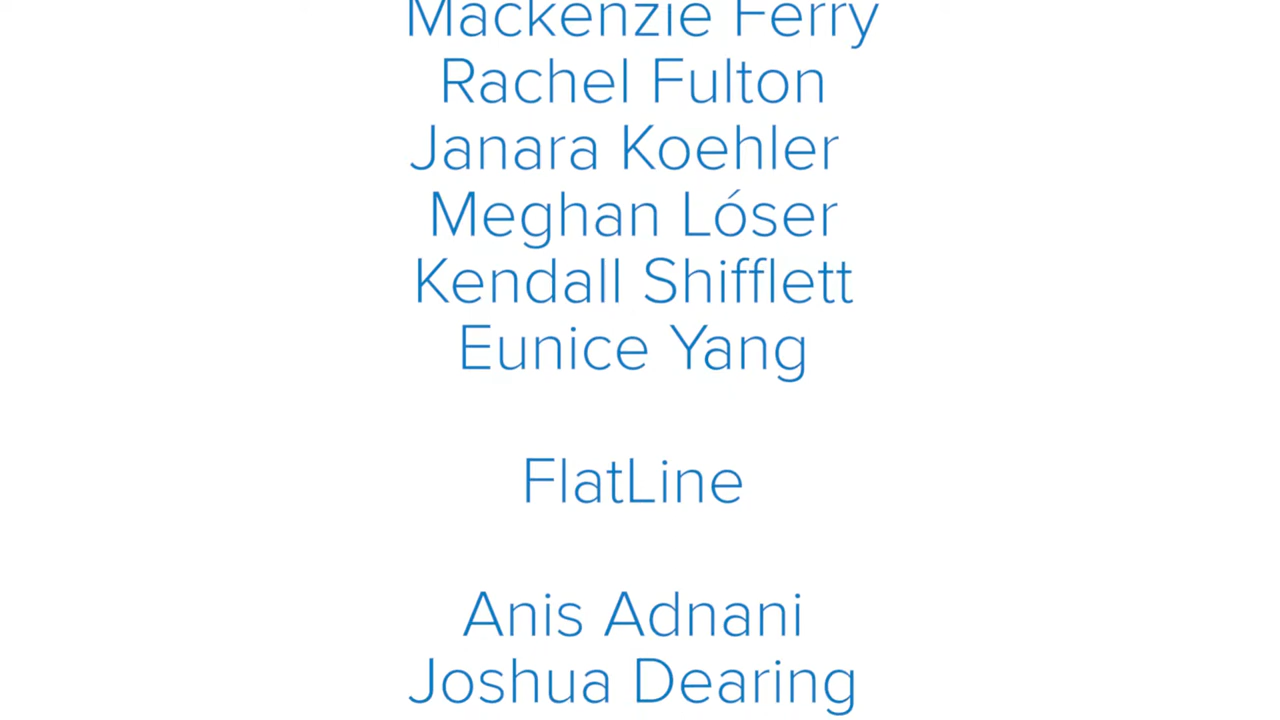 Mackenzie Ferry
Rachel Fulton
Janara Koehler
Meghan Lóser
Kendall Shifflett
Eunice Yang
FlatLine
Anis Adnani
Joshua Dearing